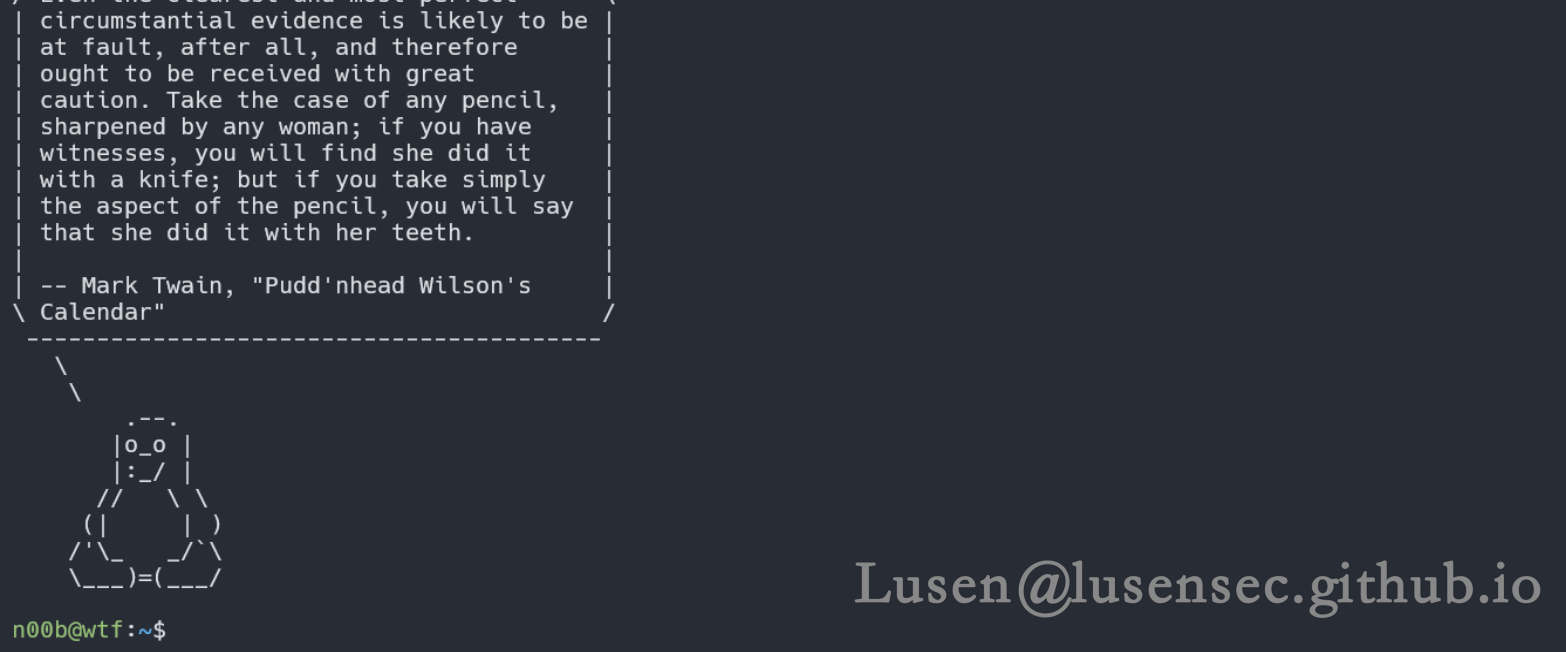 / Even the clearest and most perfect \
| circumstantial evidence is likely to be |
| at fault, after all, and therefore |
| ought to be received with great |
| caution. Take the case of any pencil, |
| sharpened by any woman; if you have |
| witnesses, you will find she did it |
| with a knife; but if you take simply |
| the aspect of the pencil, you will say |
| that she did it with her teeth. |
| |
| -- Mark Twain, "Pudd'nhead Wilson's |
\ Calendar" /
 -----------------------------------------
   \
    \
        .--.
       |o_o |
       |:_/ |
      //   \ \
     (|     | )
    /'\_   _/`\
    \___)=(___/
Lusen@lusensec.github.io
n00b@wtf:~$